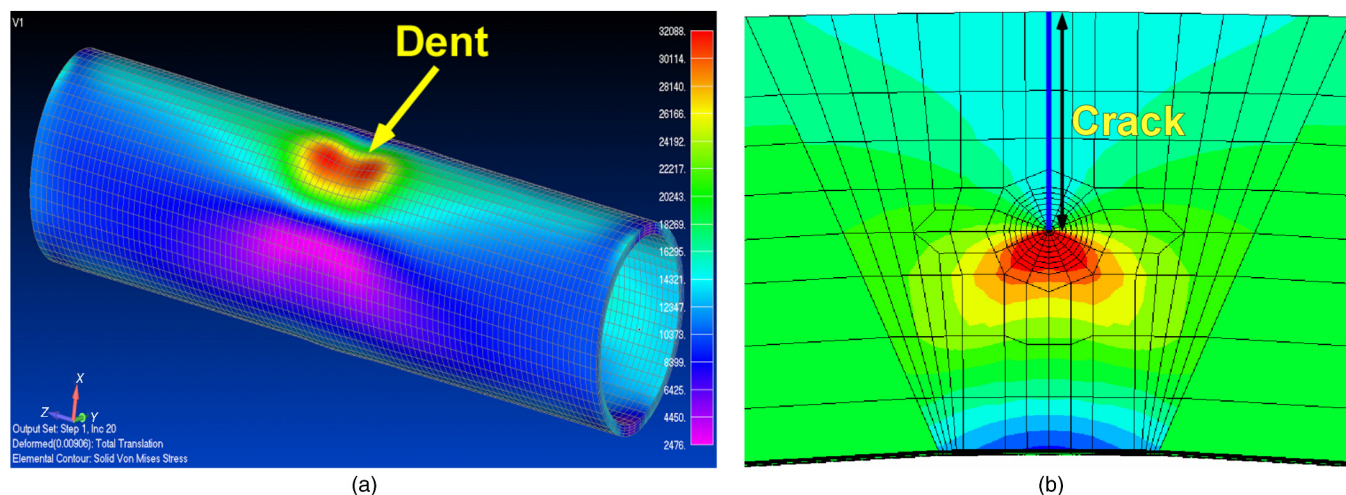 V1
Dent
32088.
30114.
28140.
26166.
24192.
22217.
20243.
18269.
16295.
14321.
12347.
10373.
8399.
6425.
4450.
2476.
X
Z
Y
Output Set: Step 1, Inc 20
Deformed(0.00906): Total Translation
Elemental Contour: Solid Von Mises Stress
(a)
Crack
(b)